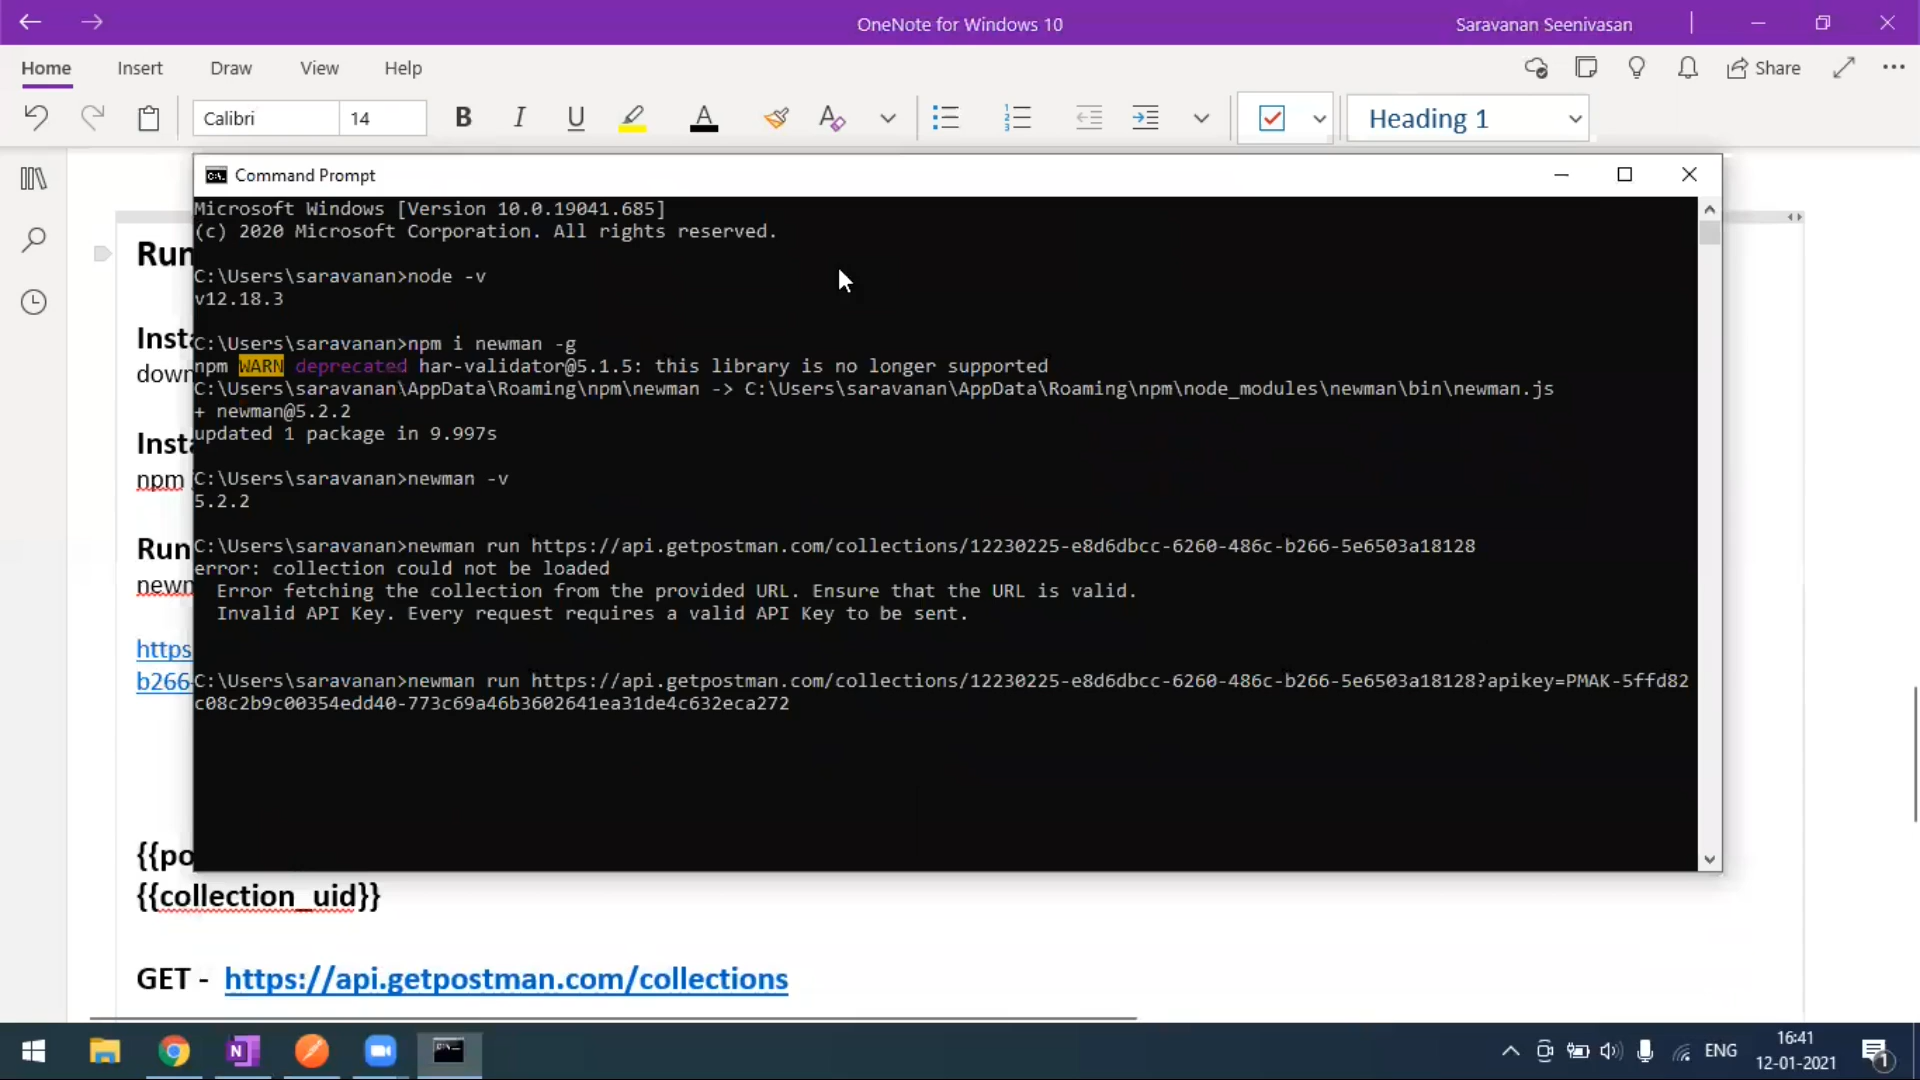 OneNote for Windows 10
Saravanan Seenivasan
Home Insert Draw View Help
Share
Calibri 14 B I U A A Heading 1
Command Prompt
Microsoft Windows [Version 10.0.19041.685]
(c) 2020 Microsoft Corporation. All rights reserved.
C:\Users\saravanan>node -v
v12.18.3
C:\Users\saravanan>npm i newman -g
npm WARN deprecated har-validator@5.1.5: this library is no longer supported
C:\Users\saravanan\AppData\Roaming\npm\newman -> C:\Users\saravanan\AppData\Roaming\npm\node_modules\newman\bin\newman.js
+ newman@5.2.2
updated 1 package in 9.997s
C:\Users\saravanan>newman -v
5.2.2
C:\Users\saravanan>newman run https://api.getpostman.com/collections/12230225-e8d6dbcc-6260-486c-b266-5e6503a18128
error: collection could not be loaded
Error fetching the collection from the provided URL. Ensure that the URL is valid.
Invalid API Key. Every request requires a valid API Key to be sent.
C:\Users\saravanan>newman run https://api.getpostman.com/collections/12230225-e8d6dbcc-6260-486c-b266-5e6503a18128?apikey=PMAK-5ffd82
c08c2b9c00354edd40-773c69a46b3602641ea31de4c632eca272
Run
Insta
down
Insta
npm
Run
newm
https
b266-
{{po
{{collection_uid}}
GET - https://api.getpostman.com/collections
ENG
16:41
12-01-2021
1